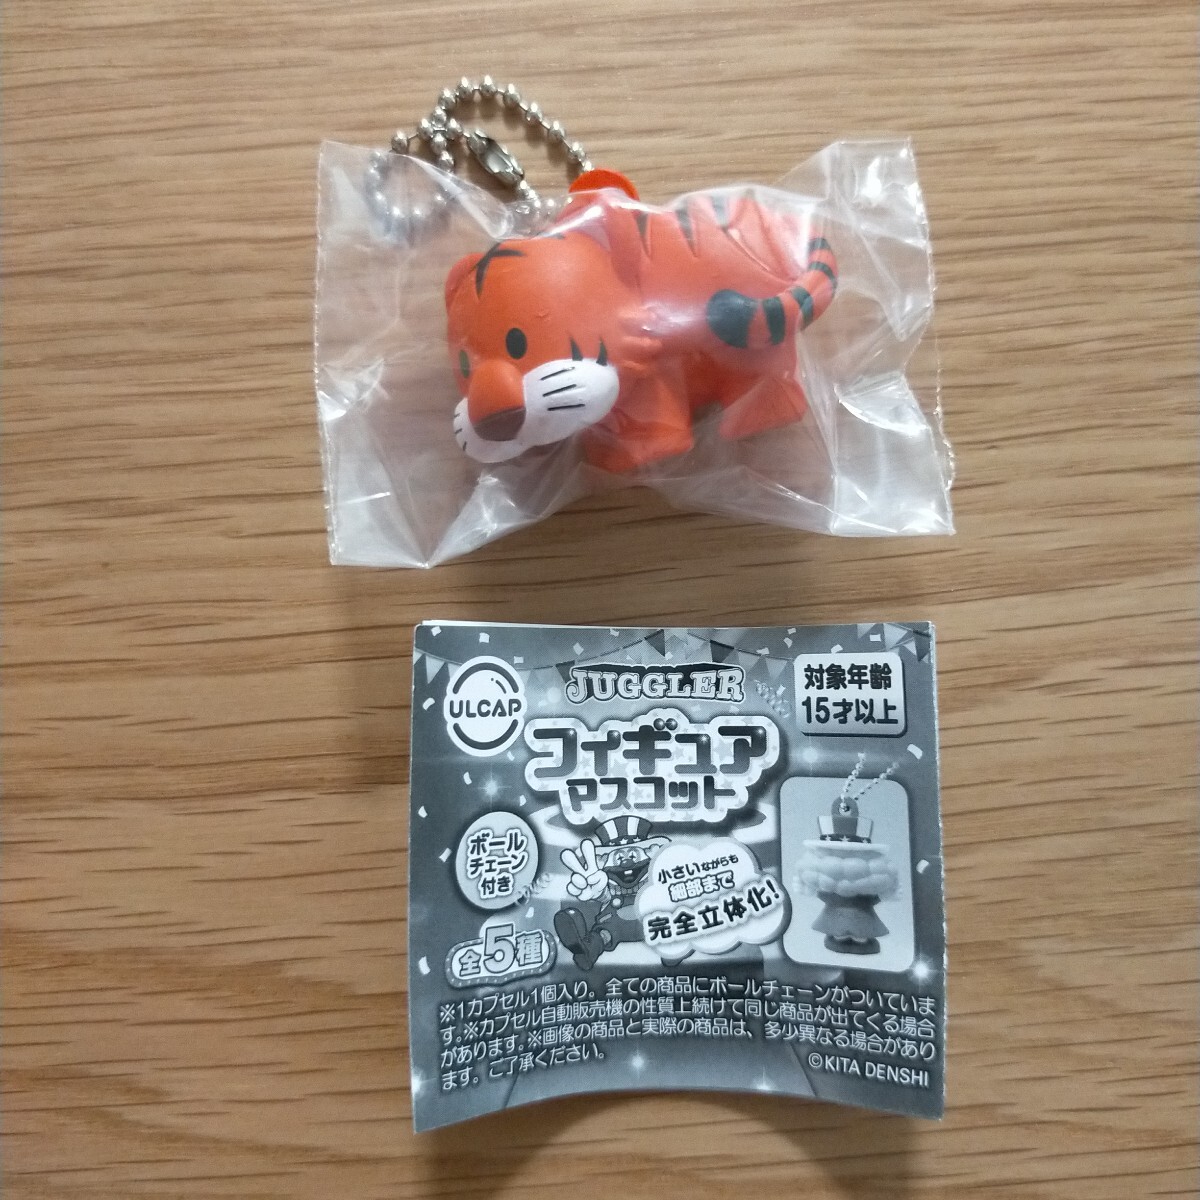 ULCAP
JUGGLER
対象年齢
15才以上
フィギュア
マスコット
ボール
チェーン
付き
小さいながらも
細部まで
完全立体化!
全5種
※1カプセル1個入り。全ての商品にボールチェーンがついていま
す。※カプセル自動販売機の性質上続けて同じ商品が出てくる場合
があります。※画像の商品と実際の商品は、多少異なる場合があり
ます。ご了承ください。
©KITA DENSHI